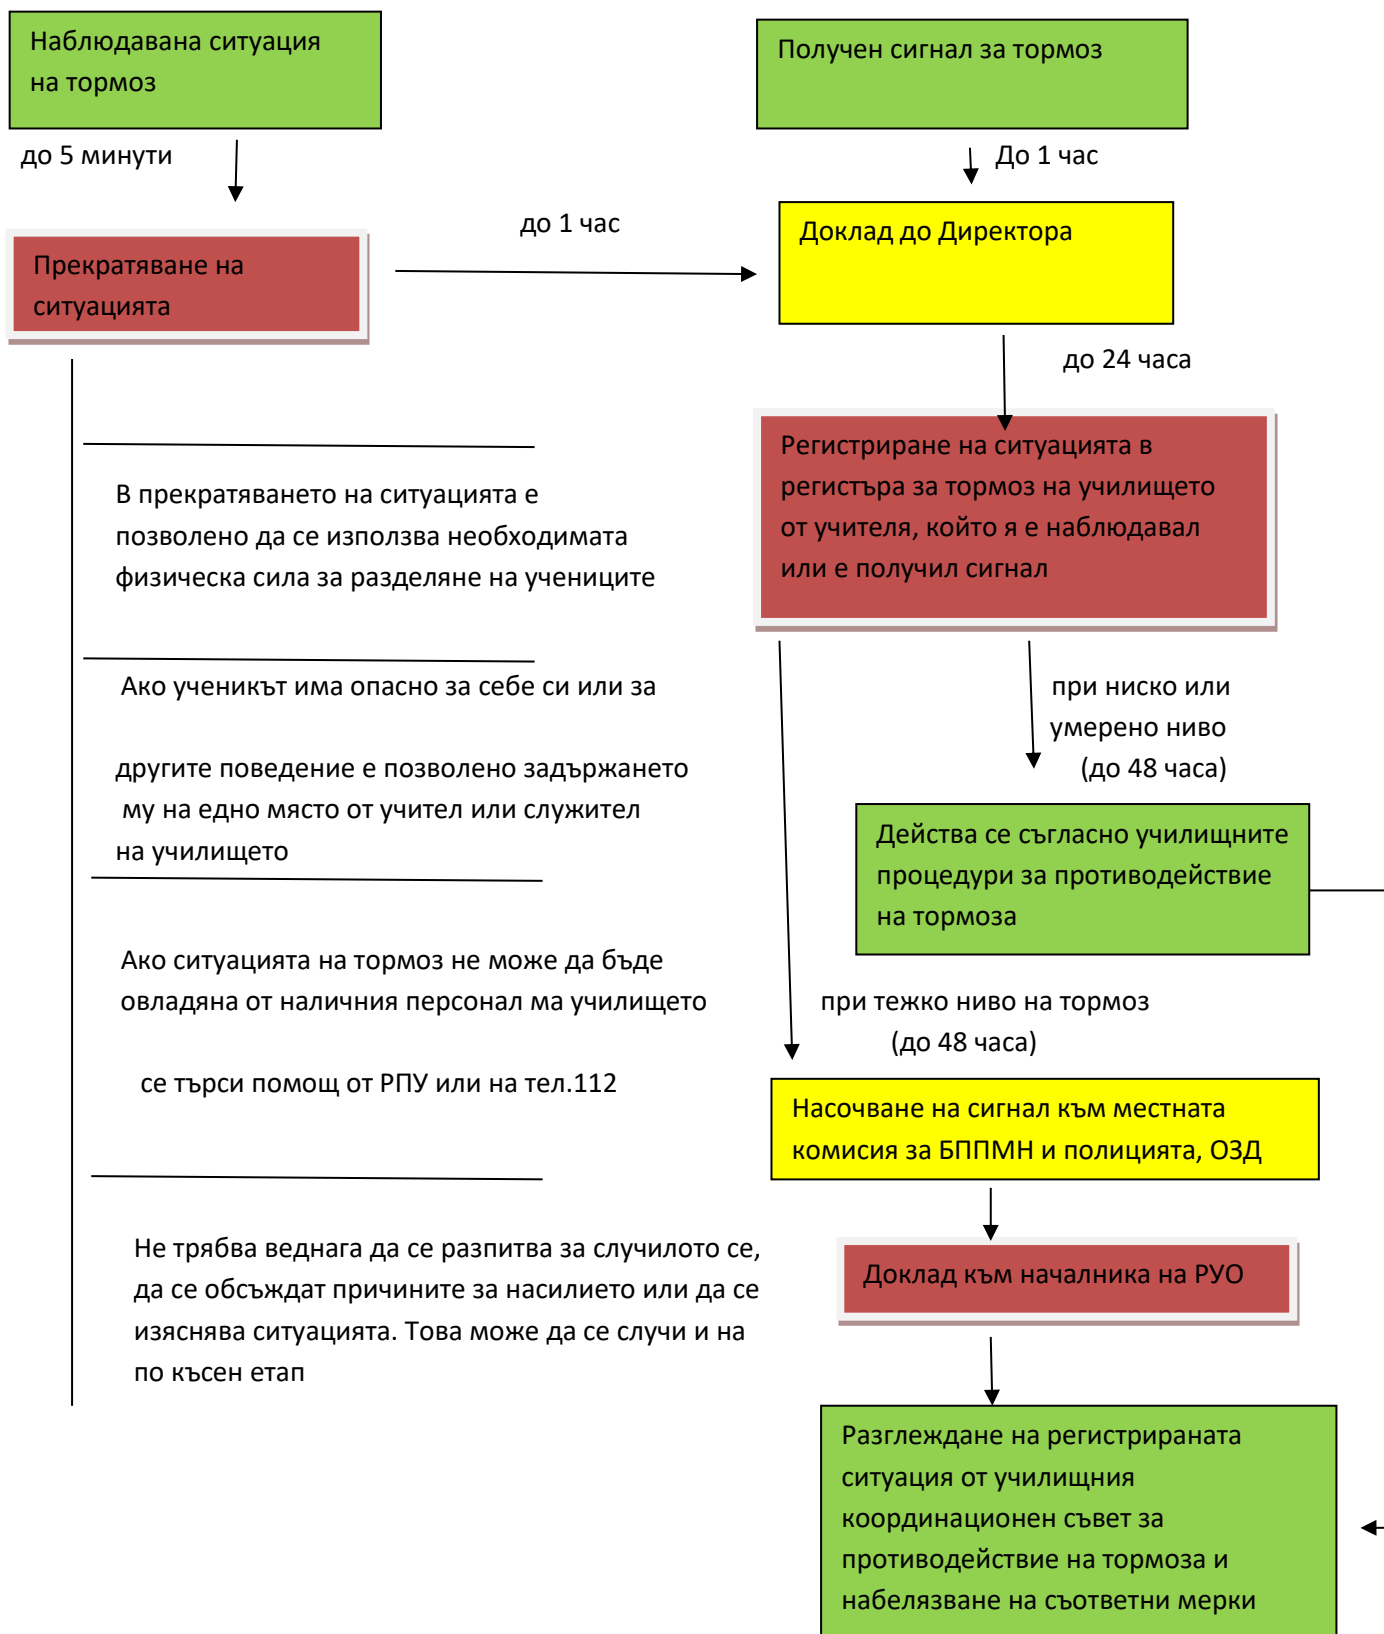 Наблюдавана ситуация
на тормоз
Получен сигнал за тормоз
до 5 минути
До 1 час
до 1 час
Прекратяване на
ситуацията
Доклад до Директора
до 24 часа
Регистриране на ситуацията в
регистъра за тормоз на училището
от учителя, който я е наблюдавал
или е получил сигнал
В прекратяването на ситуацията е
позволено да се използва необходимата
физическа сила за разделяне на учениците
Ако ученикът има опасно за себе си или за
другите поведение е позволено задържането
му на едно място от учител или служител
на училището
Ако ситуацията на тормоз не може да бъде
овладяна от наличния персонал ма училището
се търси помощ от РПУ или на тел.112
Не трябва веднага да се разпитва за случилото се,
да се обсъждат причините за насилието или да се
изяснява ситуацията. Това може да се случи и на
по късен етап
при ниско или
умерено ниво
(до 48 часа)
Действа се съгласно училищните
процедури за противодействие
на тормоза
при тежко ниво на тормоз
(до 48 часа)
Насочване на сигнал към местната
комисия за БППМН и полицията, ОЗД
Доклад към началника на РУО
Разглеждане на регистрираната
ситуация от училищния
координационен съвет за
противодействие на тормоза и
набелязване на съответни мерки